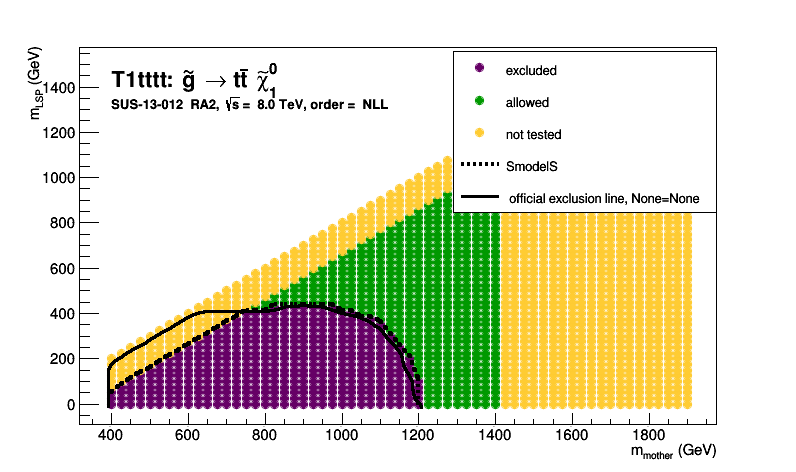 T1tttt: g̃ → tt̄ χ̃₁⁰
SUS-13-012 RA2, √s = 8.0 TeV, order = NLL
excluded
allowed
not tested
SmodelS
official exclusion line, None=None
m_LSP (GeV)
1400
1200
1000
800
600
400
200
0
400 600 800 1000 1200 1400 1600 1800
m_mother (GeV)